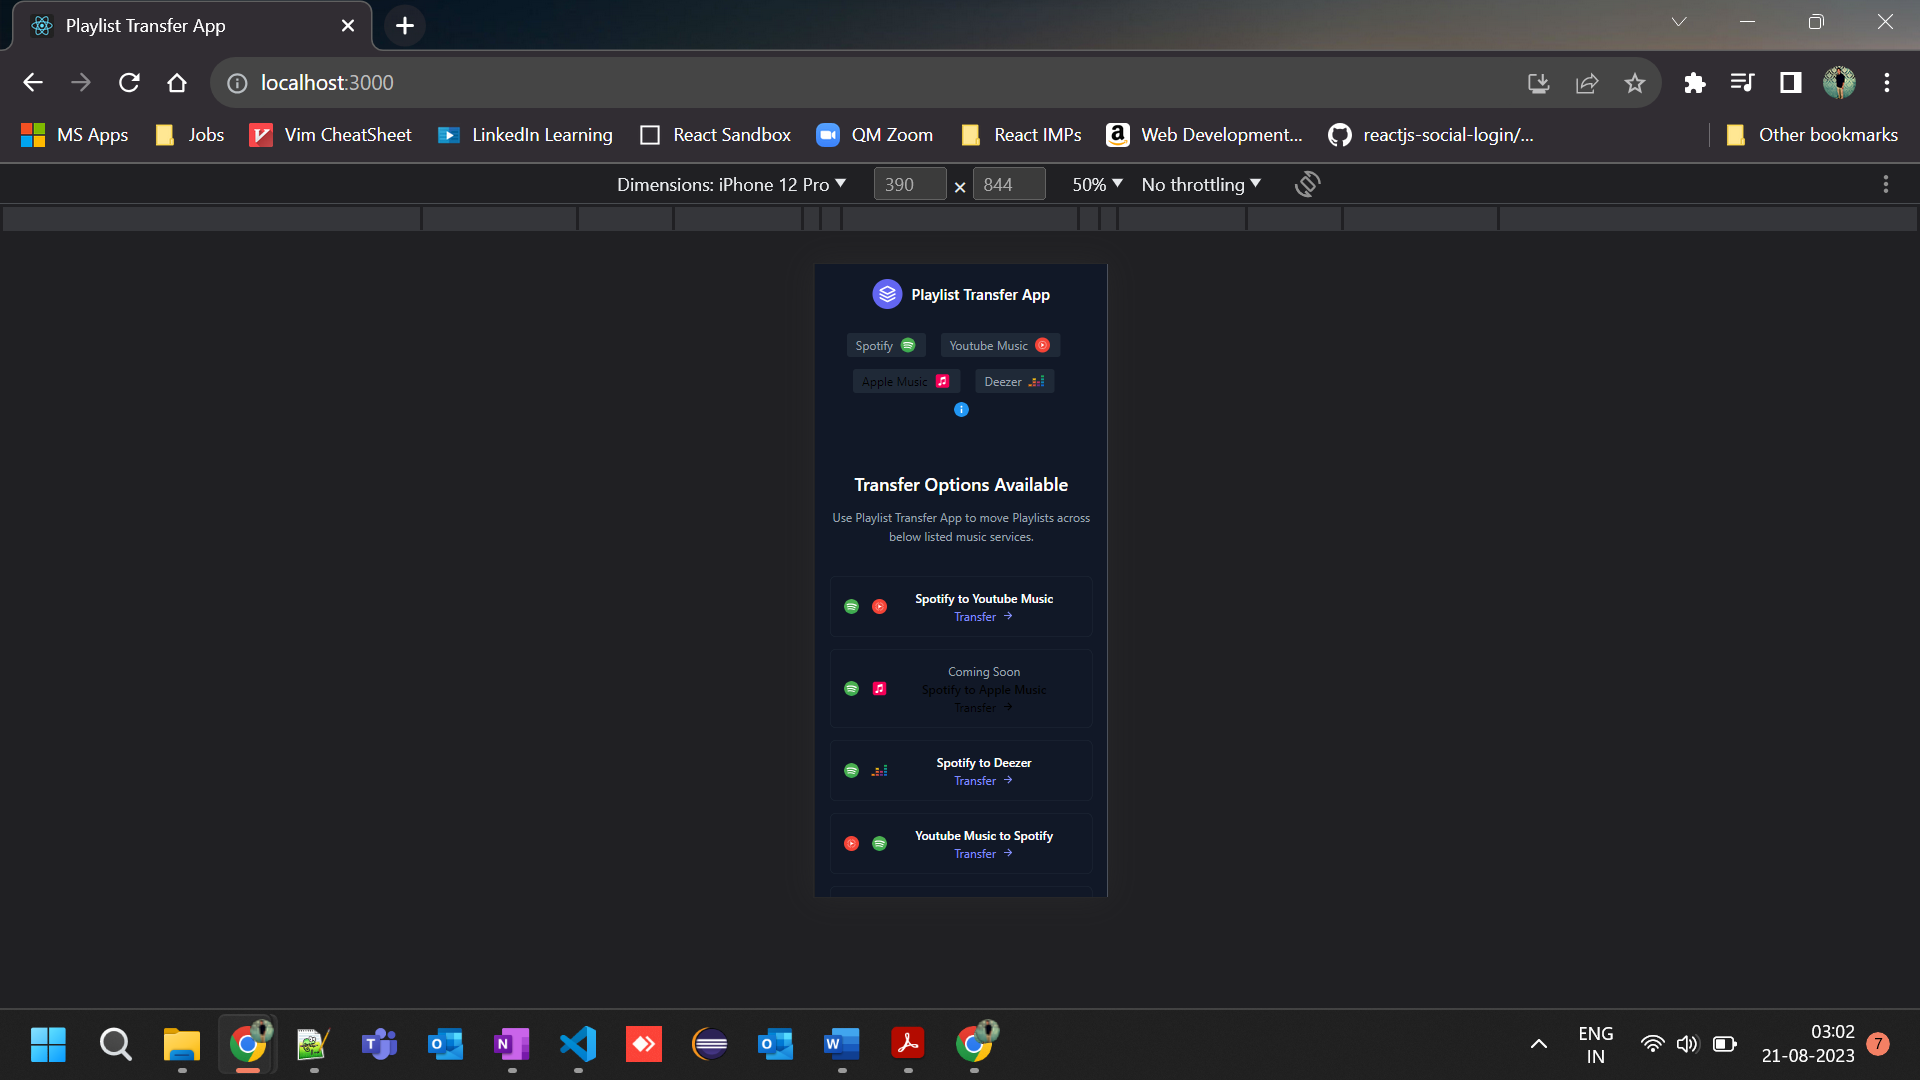 Playlist Transfer App
localhost:3000
MS Apps Jobs Vim CheatSheet LinkedIn Learning React Sandbox QM Zoom React IMPs Web Development... reactjs-social-login/... Other bookmarks
Dimensions: iPhone 12 Pro 390 × 844 50% No throttling
Playlist Transfer App
Spotify Youtube Music
Apple Music Deezer
Transfer Options Available
Use Playlist Transfer App to move Playlists across
below listed music services.
Spotify to Youtube Music
Transfer →
Coming Soon
Spotify to Apple Music
Transfer →
Spotify to Deezer
Transfer →
Youtube Music to Spotify
Transfer →
ENG
IN
03:02
21-08-2023
7